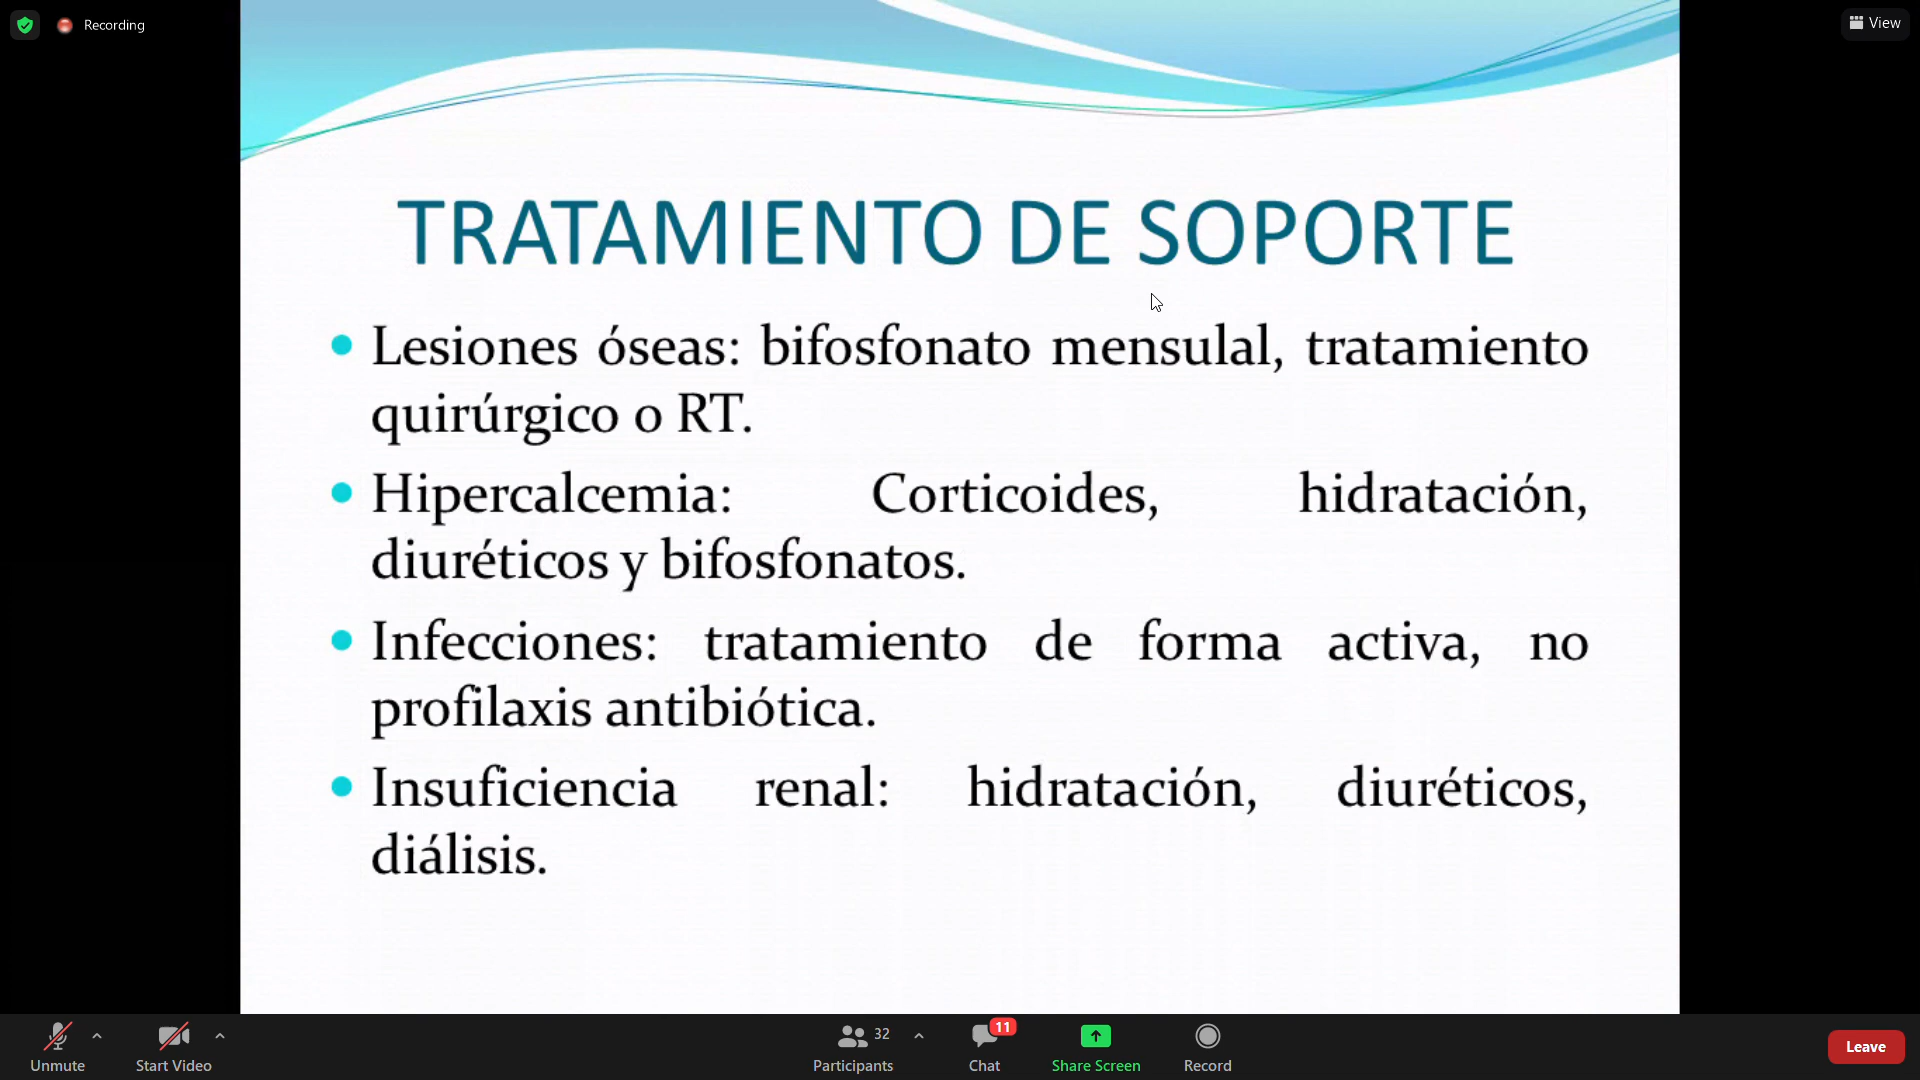 Recording
View
TRATAMIENTO DE SOPORTE
Lesiones óseas: bifosfonato mensulal, tratamiento
quirúrgico o RT.
Hipercalcemia: Corticoides, hidratación,
diuréticos y bifosfonatos.
Infecciones: tratamiento de forma activa, no
profilaxis antibiótica.
Insuficiencia renal: hidratación, diuréticos,
diálisis.
Unmute
Start Video
32
Participants
11
Chat
Share Screen
Record
Leave